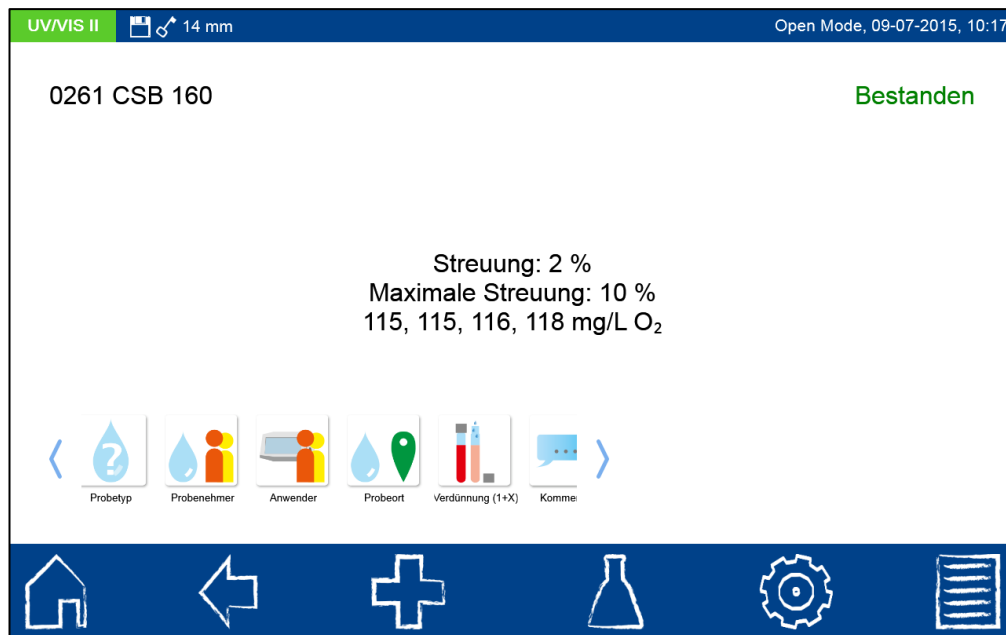 UV/VIS II 14 mm Open Mode, 09-07-2015, 10:17
0261 CSB 160 Bestanden
Streuung: 2 %
Maximale Streuung: 10 %
115, 115, 116, 118 mg/L O₂
?
Probetyp Probenehmer Anwender Probeort Verdünnung (1+X) Komme